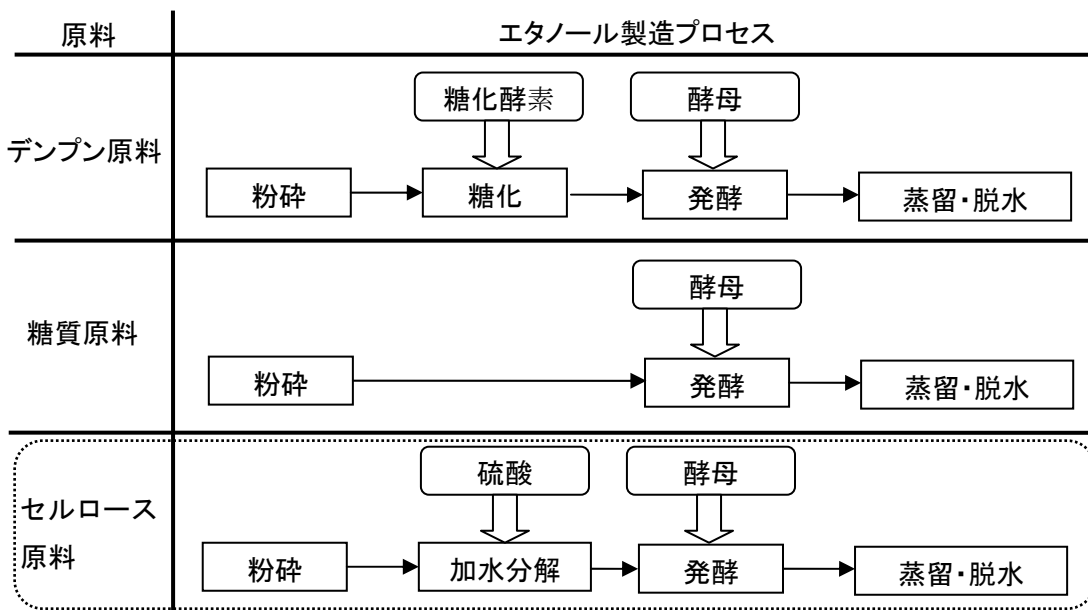 原料
エタノール製造プロセス
デンプン原料
糖化酵素
酵母
粉砕
糖化
発酵
蒸留・脱水
糖質原料
酵母
粉砕
発酵
蒸留・脱水
セルロース
原料
硫酸
酵母
粉砕
加水分解
発酵
蒸留・脱水